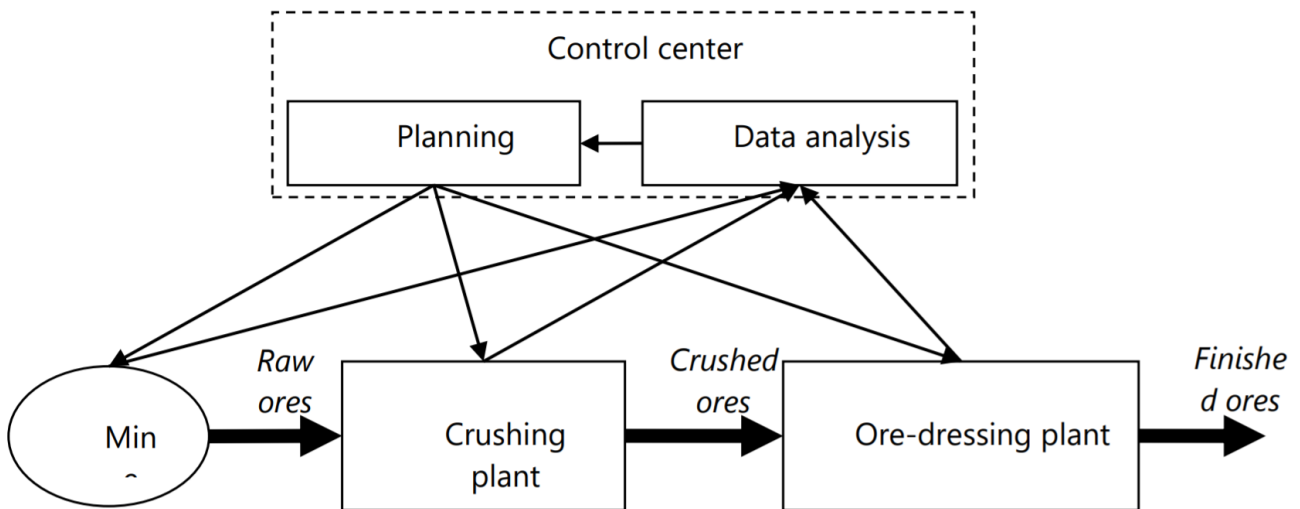 Control center
Planning
Data analysis
Raw
ores
Crushed
ores
Finishe
d ores
Min
Crushing
plant
Ore-dressing plant